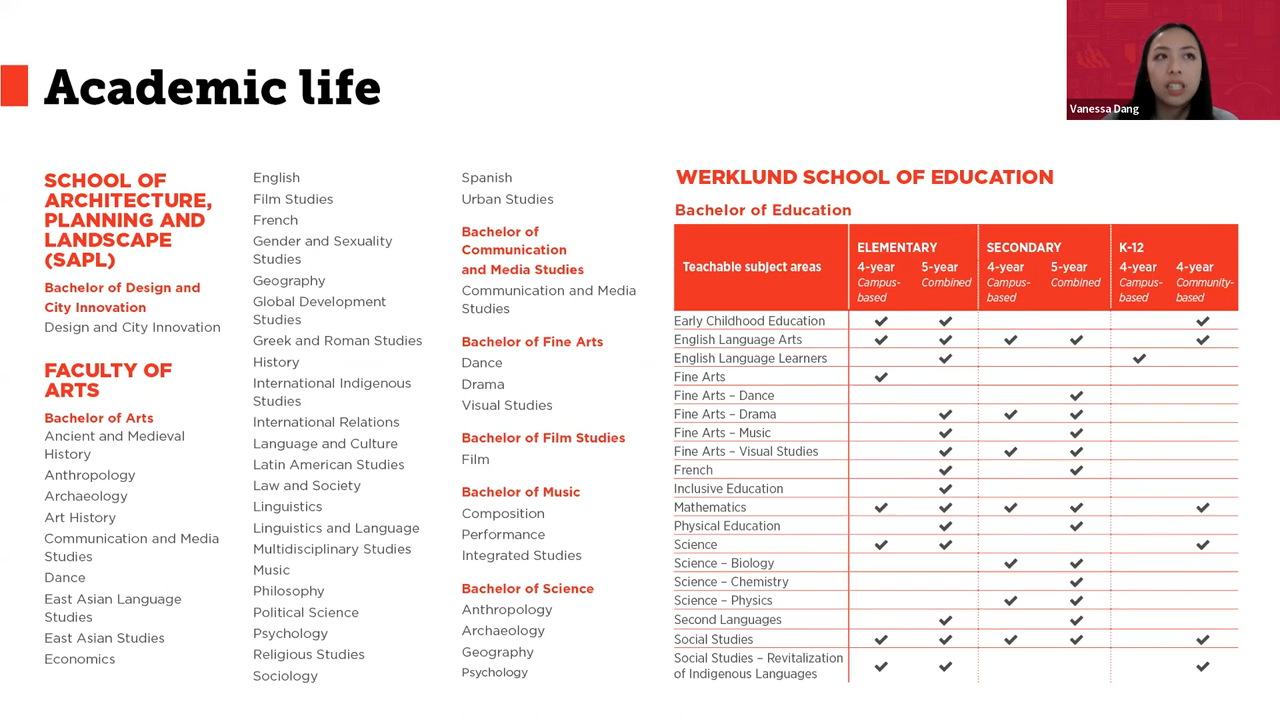 Academic life
Vanessa Dang
SCHOOL OF
ARCHITECTURE,
PLANNING AND
LANDSCAPE
(SAPL)
Bachelor of Design and
City Innovation
Design and City Innovation
FACULTY OF
ARTS
Bachelor of Arts
Ancient and Medieval
History
Anthropology
Archaeology
Art History
Communication and Media
Studies
Dance
East Asian Language
Studies
East Asian Studies
Economics
English
Film Studies
French
Gender and Sexuality
Studies
Geography
Global Development
Studies
Greek and Roman Studies
History
International Indigenous
Studies
International Relations
Language and Culture
Latin American Studies
Law and Society
Linguistics
Linguistics and Language
Multidisciplinary Studies
Music
Philosophy
Political Science
Psychology
Religious Studies
Sociology
Spanish
Urban Studies
Bachelor of
Communication
and Media Studies
Communication and Media
Studies
Bachelor of Fine Arts
Dance
Drama
Visual Studies
Bachelor of Film Studies
Film
Bachelor of Music
Composition
Performance
Integrated Studies
Bachelor of Science
Anthropology
Archaeology
Geography
Psychology
WERKLUND SCHOOL OF EDUCATION
Bachelor of Education
Teachable subject areas
ELEMENTARY
4-year
Campus-
based
5-year
Combined
SECONDARY
4-year
Campus-
based
5-year
Combined
K-12
4-year
Campus-
based
4-year
Community-
based
Early Childhood Education ✔ ✔ ✔
English Language Arts ✔ ✔ ✔ ✔ ✔
English Language Learners ✔ ✔
Fine Arts ✔
Fine Arts – Dance ✔
Fine Arts – Drama ✔ ✔ ✔
Fine Arts – Music ✔ ✔
Fine Arts – Visual Studies ✔ ✔ ✔
French ✔ ✔
Inclusive Education ✔
Mathematics ✔ ✔ ✔ ✔ ✔
Physical Education ✔ ✔
Science ✔ ✔ ✔
Science – Biology ✔ ✔
Science – Chemistry ✔
Science – Physics ✔ ✔
Second Languages ✔ ✔
Social Studies ✔ ✔ ✔ ✔ ✔
Social Studies – Revitalization
of Indigenous Languages ✔ ✔ ✔